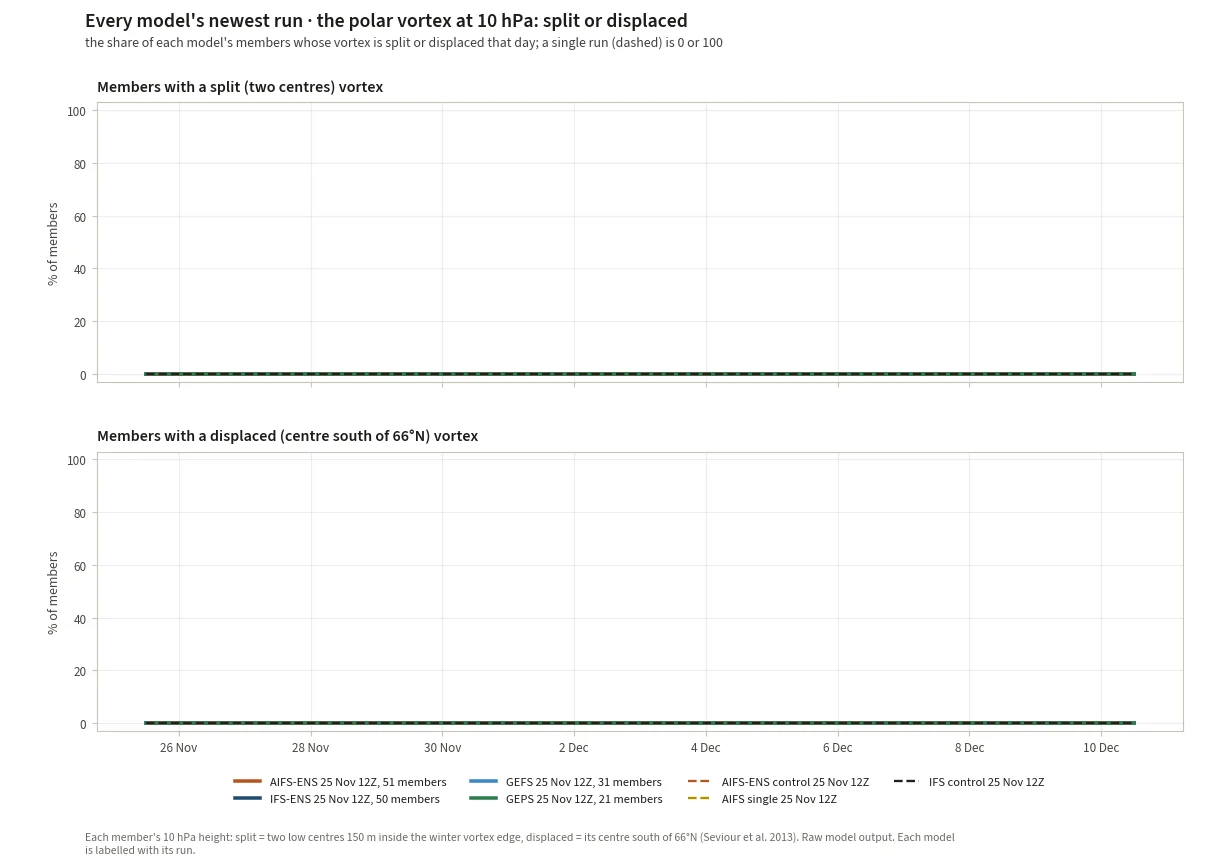 Every model's newest run · the polar vortex at 10 hPa: split or displaced
the share of each model's members whose vortex is split or displaced that day; a single run (dashed) is 0 or 100
Members with a split (two centres) vortex
100
80
60
40
20
0
% of members
Members with a displaced (centre south of 66°N) vortex
100
80
60
40
20
0
% of members
26 Nov 28 Nov 30 Nov 2 Dec 4 Dec 6 Dec 8 Dec 10 Dec
AIFS-ENS 25 Nov 12Z, 51 members GEFS 25 Nov 12Z, 31 members AIFS-ENS control 25 Nov 12Z IFS control 25 Nov 12Z
IFS-ENS 25 Nov 12Z, 50 members GEPS 25 Nov 12Z, 21 members AIFS single 25 Nov 12Z
Each member's 10 hPa height: split = two low centres 150 m inside the winter vortex edge, displaced = its centre south of 66°N (Seviour et al. 2013). Raw model output. Each model
is labelled with its run.